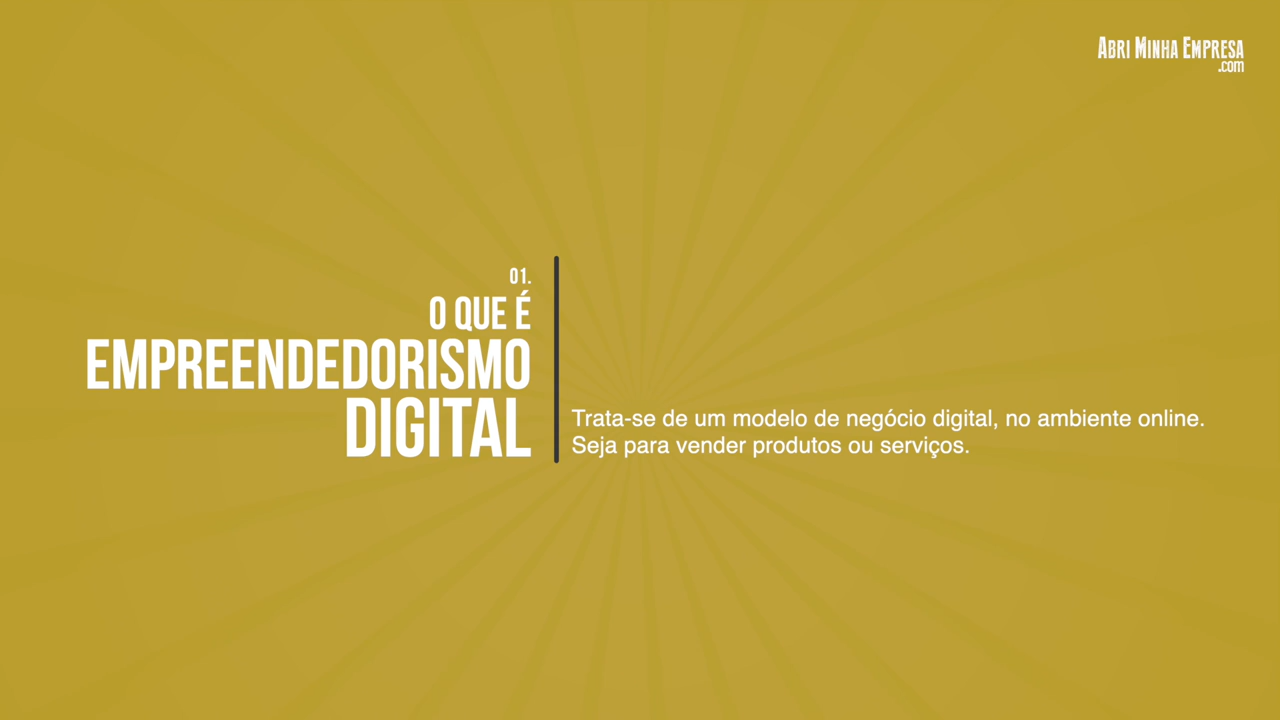 ABRI MINHA EMPRESA
.com
01.
O QUE É
EMPREENDEDORISMO
DIGITAL
Trata-se de um modelo de negócio digital, no ambiente online.
Seja para vender produtos ou serviços.